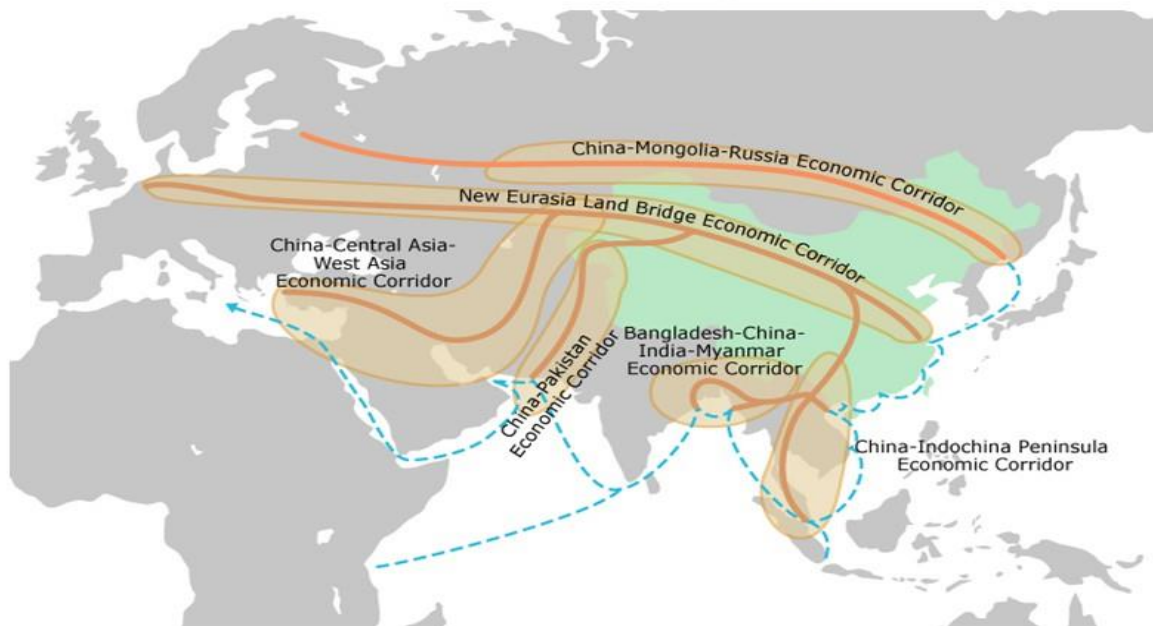 China-Mongolia-Russia Economic Corridor
New Eurasia Land Bridge Economic Corridor
China-Central Asia-
West Asia
Economic Corridor
China-Pakistan
Economic Corridor
Bangladesh-China-
India-Myanmar
Economic Corridor
China-Indochina Peninsula
Economic Corridor